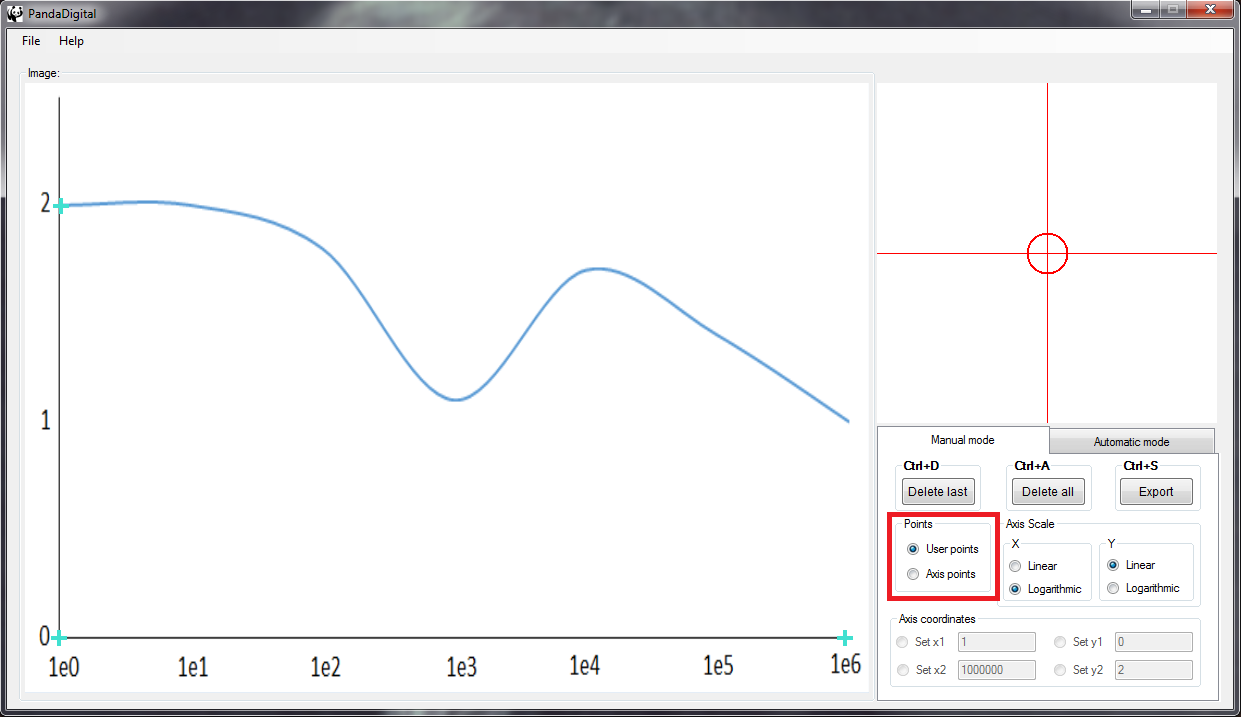 PandaDigital
File Help
Image:
2
1
0
1e0 1e1 1e2 1e3 1e4 1e5 1e6
Manual mode Automatic mode
Ctrl+D Ctrl+A Ctrl+S
Delete last Delete all Export
Points
User points
Axis points
Axis Scale
X
Linear
Logarithmic
Y
Linear
Logarithmic
Axis coordinates
Set x1 1 Set y1 0
Set x2 1000000 Set y2 2